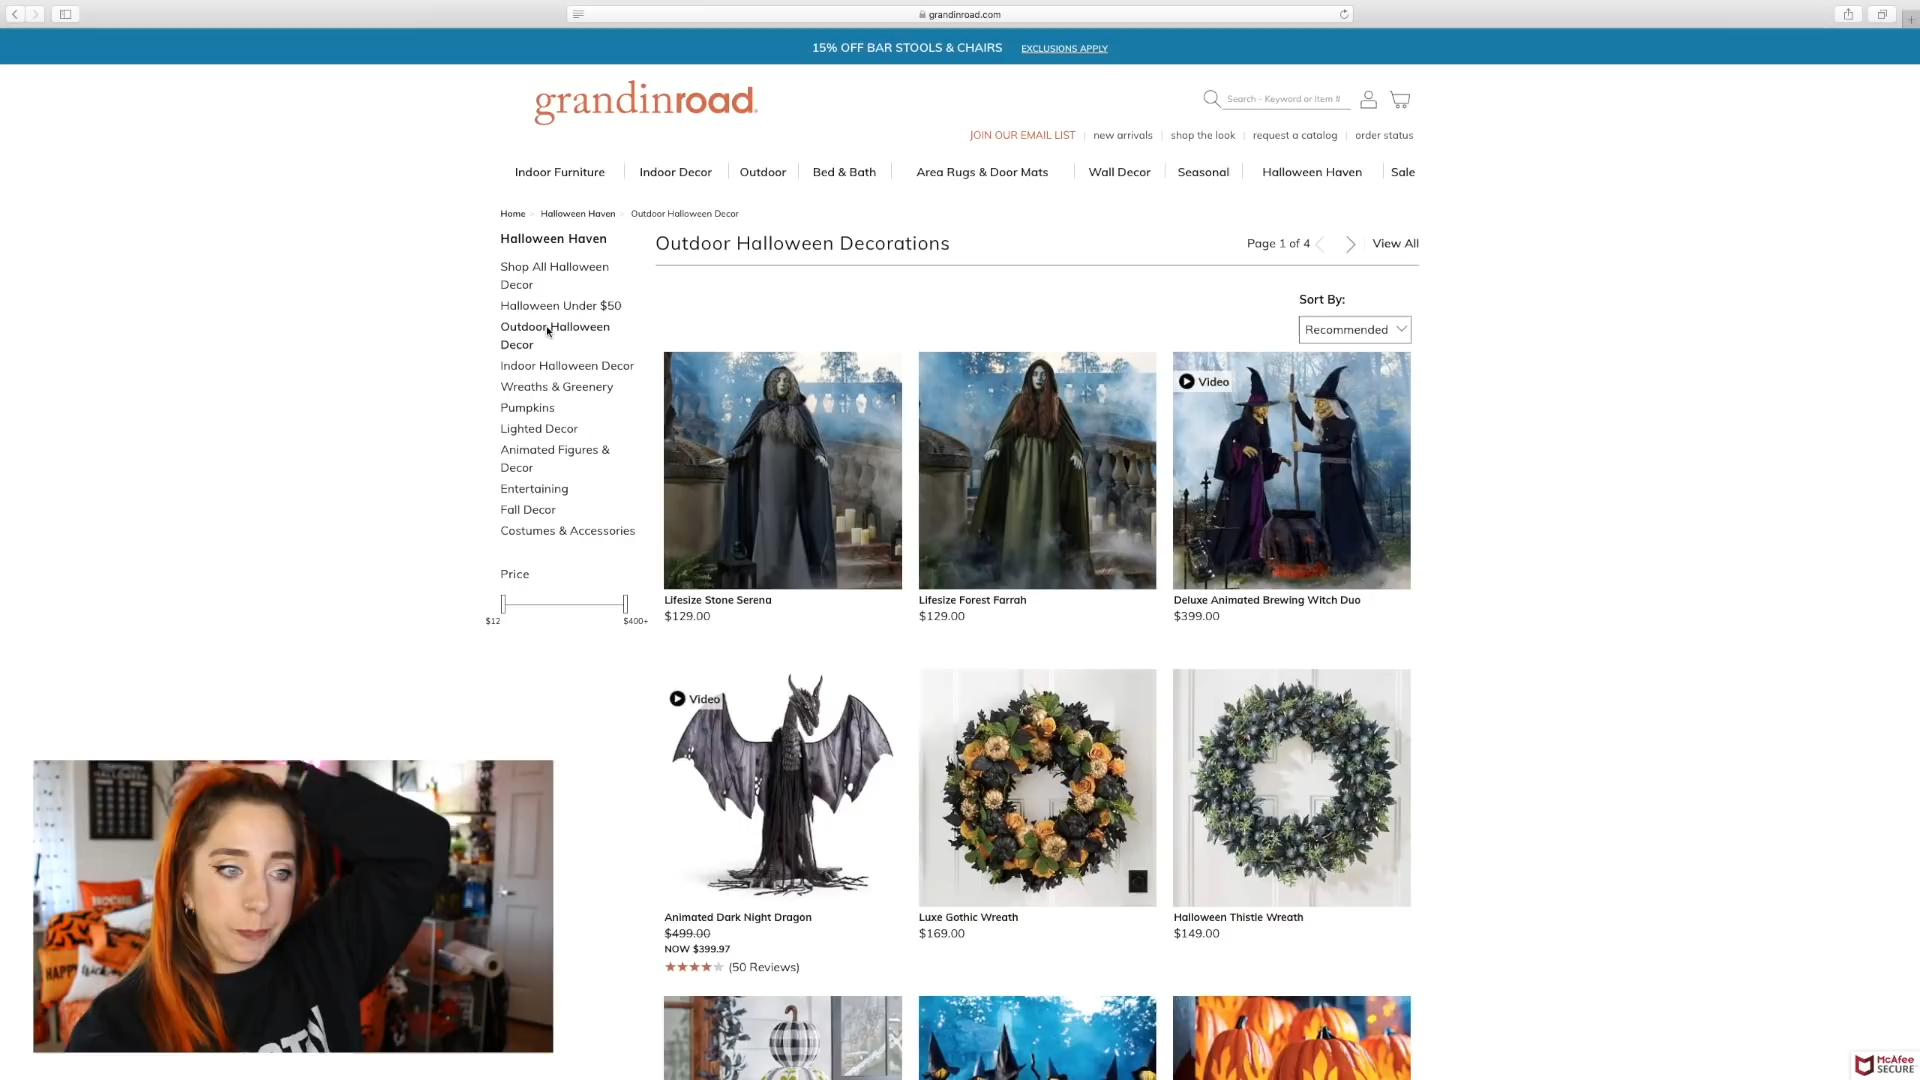 grandinroad.com
15% OFF BAR STOOLS & CHAIRS EXCLUSIONS APPLY
grandinroad
Search - Keyword or Item #
JOIN OUR EMAIL LIST new arrivals shop the look request a catalog order status
Indoor Furniture Indoor Decor Outdoor Bed & Bath Area Rugs & Door Mats Wall Decor Seasonal Halloween Haven Sale
Home > Halloween Haven > Outdoor Halloween Decor
Halloween Haven
Shop All Halloween
Decor
Halloween Under $50
Outdoor Halloween
Decor
Indoor Halloween Decor
Wreaths & Greenery
Pumpkins
Lighted Decor
Animated Figures &
Decor
Entertaining
Fall Decor
Costumes & Accessories
Price
$12 $400+
Outdoor Halloween Decorations
Page 1 of 4 View All
Sort By:
Recommended
Video
Lifesize Stone Serena
$129.00
Lifesize Forest Farrah
$129.00
Deluxe Animated Brewing Witch Duo
$399.00
Video
Animated Dark Night Dragon
$499.00
NOW $399.97
(50 Reviews)
Luxe Gothic Wreath
$169.00
Halloween Thistle Wreath
$149.00
HALLOWEEN
HAPPY
McAfee
SECURE